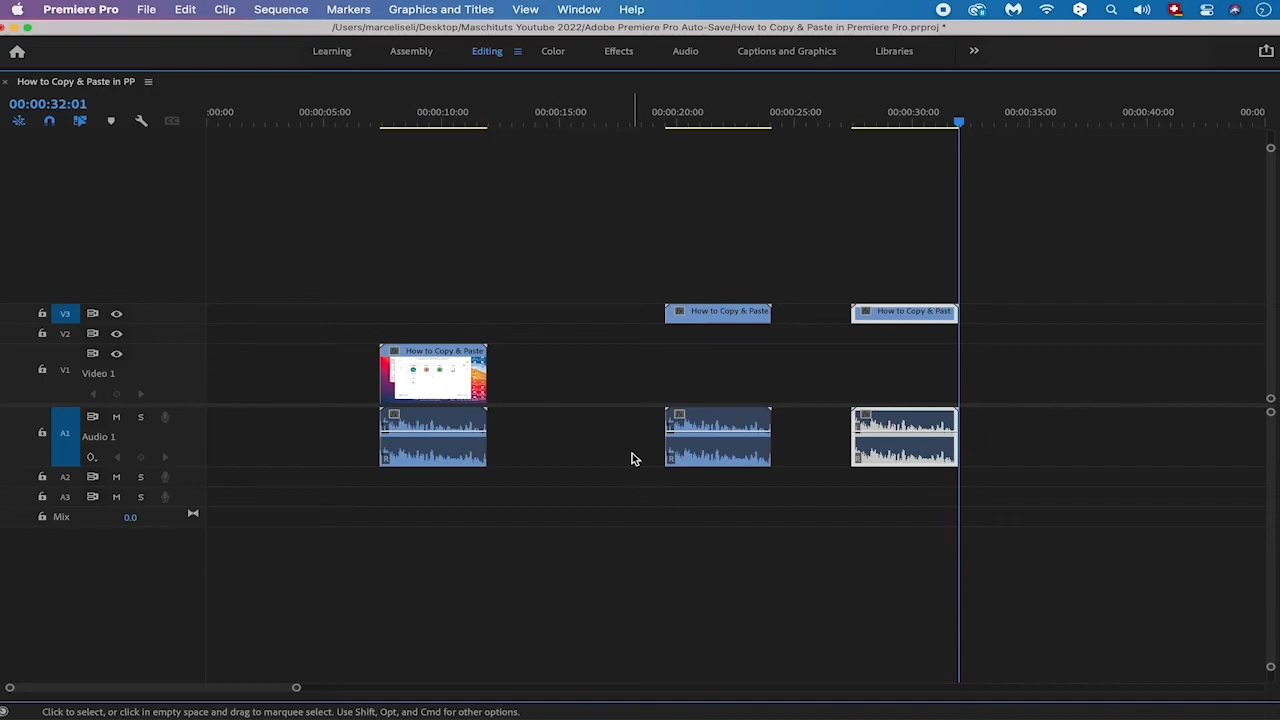 Premiere Pro File Edit Clip Sequence Markers Graphics and Titles View Window Help
/Users/marceliseli/Desktop/Maschituts Youtube 2022/Adobe Premiere Pro Auto-Save/How to Copy & Paste in Premiere Pro.prproj *
Learning Assembly Editing Color Effects Audio Captions and Graphics Libraries
How to Copy & Paste in PP
00:00:32:01
:00:00 00:00:05:00 00:00:10:00 00:00:15:00 00:00:20:00 00:00:25:00 00:00:30:00 00:00:35:00 00:00:40:00 00:00
V3 How to Copy & Paste How to Copy & Past
V2
How to Copy & Paste
V1 Video 1
A1 M S
Audio 1
O.
R R R
A2 M S
A3 M S
Mix 0.0
Click to select, or click in empty space and drag to marquee select. Use Shift, Opt, and Cmd for other options.